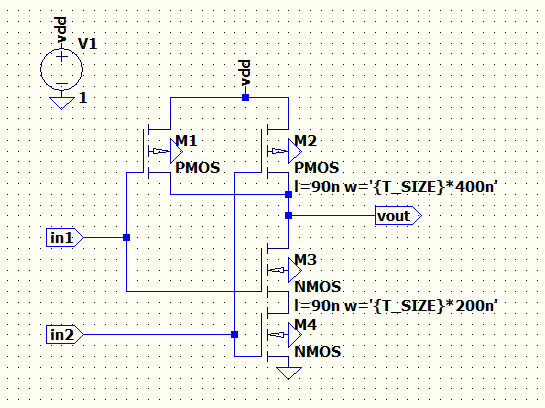 vdd
V1
1
vdd
M1
PMOS
M2
PMOS
l=90n w='{T_SIZE}*400n'
vout
in1
M3
NMOS
l=90n w='{T_SIZE}*200n'
in2
M4
NMOS